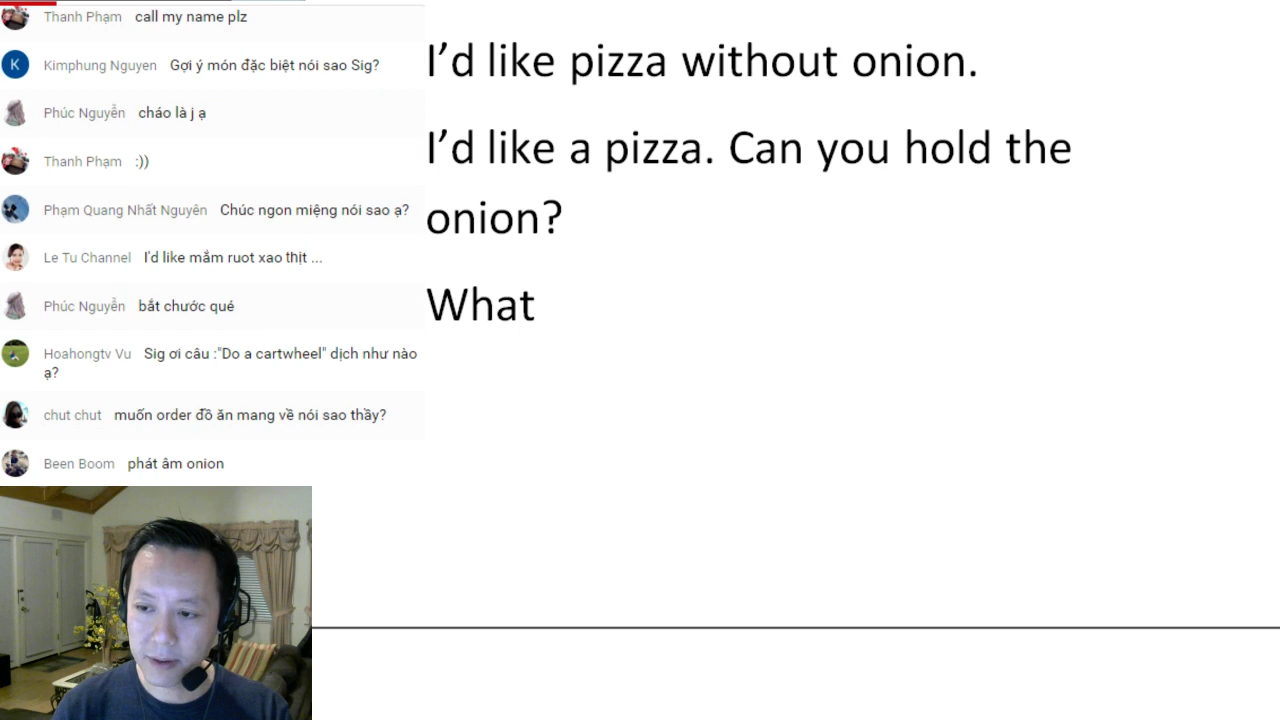 Thanh Phạm call my name plz
Kimphung Nguyen Gợi ý món đặc biệt nói sao Sig?
Phúc Nguyễn cháo là j ạ
Thanh Phạm :))
Phạm Quang Nhất Nguyên Chúc ngon miệng nói sao ạ?
Le Tu Channel I'd like mắm ruot xao thịt ...
Phúc Nguyễn bắt chước qué
Hoahongtv Vu Sig ơi câu :"Do a cartwheel" dịch như nào
ạ?
chut chut muốn order đồ ăn mang về nói sao thầy?
Been Boom phát âm onion
K
I’d like pizza without onion.
I’d like a pizza. Can you hold the
onion?
What